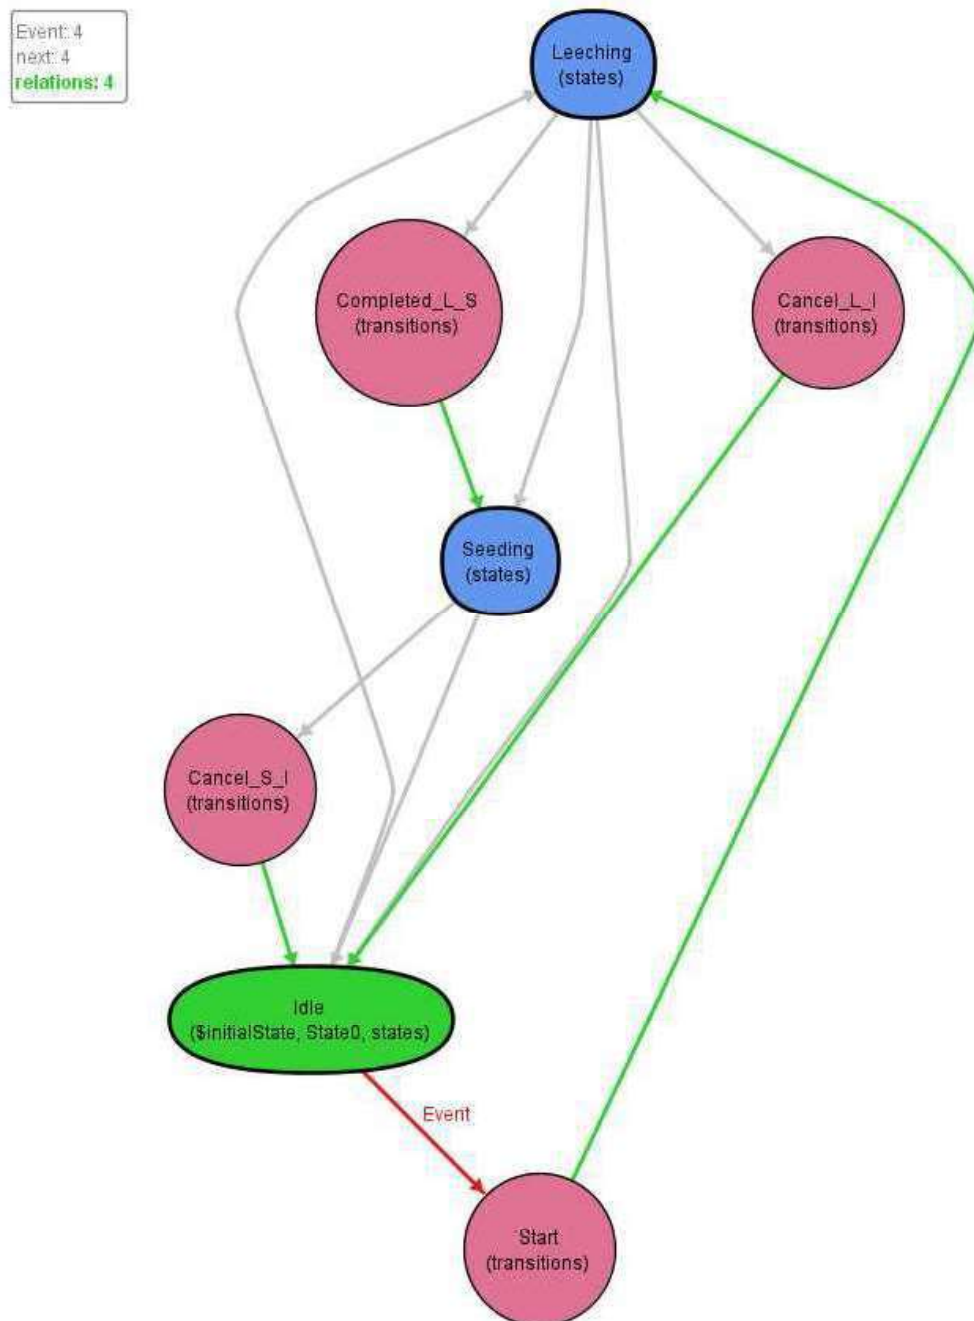 Event: 4
next: 4
relations: 4
Leeching
(states)
Completed_L_S
(transitions)
Cancel_L_I
(transitions)
Seeding
(states)
Cancel_S_I
(transitions)
Idle
($initialState, State0, states)
Event
Start
(transitions)